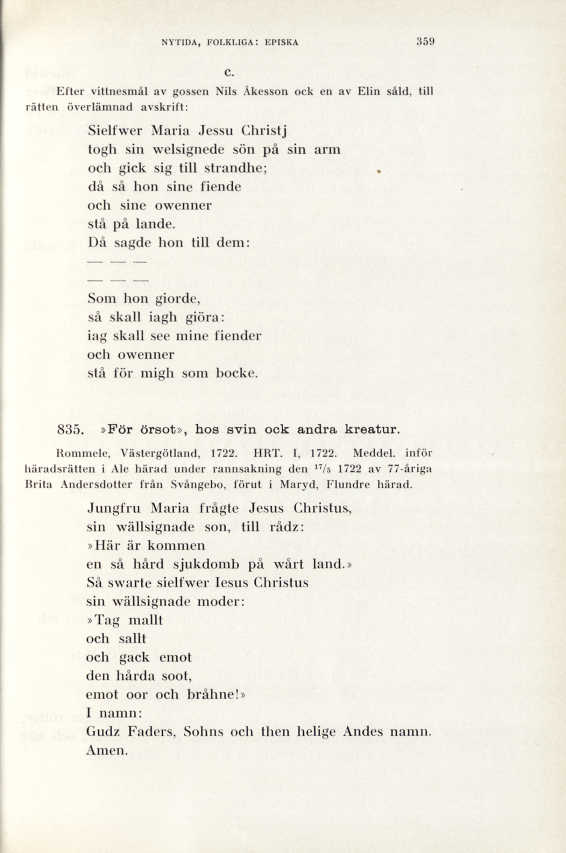 NYTIDA, FOLKLIGA: EPISKA 359
c.
Efter vittnesmål av gossen Nils Åkesson ock en av Elin såld, till
rätten överlämnad avskrift:
Sielfwer Maria Jessu Christj
togh sin welsignede sön på sin arm
och gick sig till strandhe;
då så hon sine fiende
och sine owenner
stå på lande.
Då sagde hon till dem:
— — —
— — —
Som hon giorde,
så skall iagh giöra:
iag skall see mine fiender
och owenner
stå för migh som bocke.
835. »För örsot», hos svin ock andra kreatur.
Rommele, Västergötland, 1722. HRT. I, 1722. Meddel. inför
häradsrätten i Ale härad under rannsakning den 17/5 1722 av 77-åriga
Brita Andersdotter från Svångebo, förut i Maryd, Flundre härad.
Jungfru Maria frågte Jesus Christus,
sin wällsignade son, till rådz:
»Här är kommen
en så hård sjukdomb på wårt land.»
Så swarte sielfwer Iesus Christus
sin wällsignade moder:
»Tag mallt
och sallt
och gack emot
den hårda soot,
emot oor och bråhne!»
I namn:
Gudz Faders, Sohns och then helige Andes namn.
Amen.